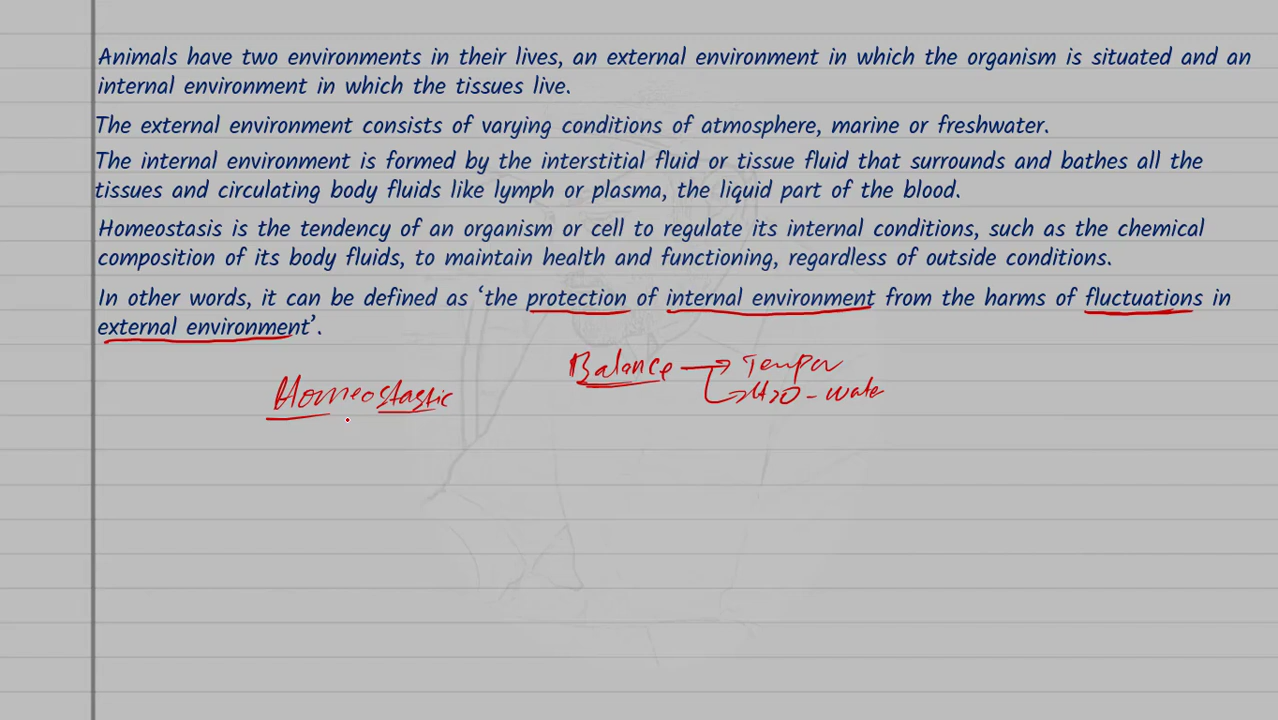 Animals have two environments in their lives, an external environment in which the organism is situated and an
internal environment in which the tissues live.
The external environment consists of varying conditions of atmosphere, marine or freshwater.
The internal environment is formed by the interstitial fluid or tissue fluid that surrounds and bathes all the
tissues and circulating body fluids like lymph or plasma, the liquid part of the blood.
Homeostasis is the tendency of an organism or cell to regulate its internal conditions, such as the chemical
composition of its body fluids, to maintain health and functioning, regardless of outside conditions.
In other words, it can be defined as ‘the protection of internal environment from the harms of fluctuations in
external environment’.
Balance → Temper
Homeostastic
→ H2O - Water